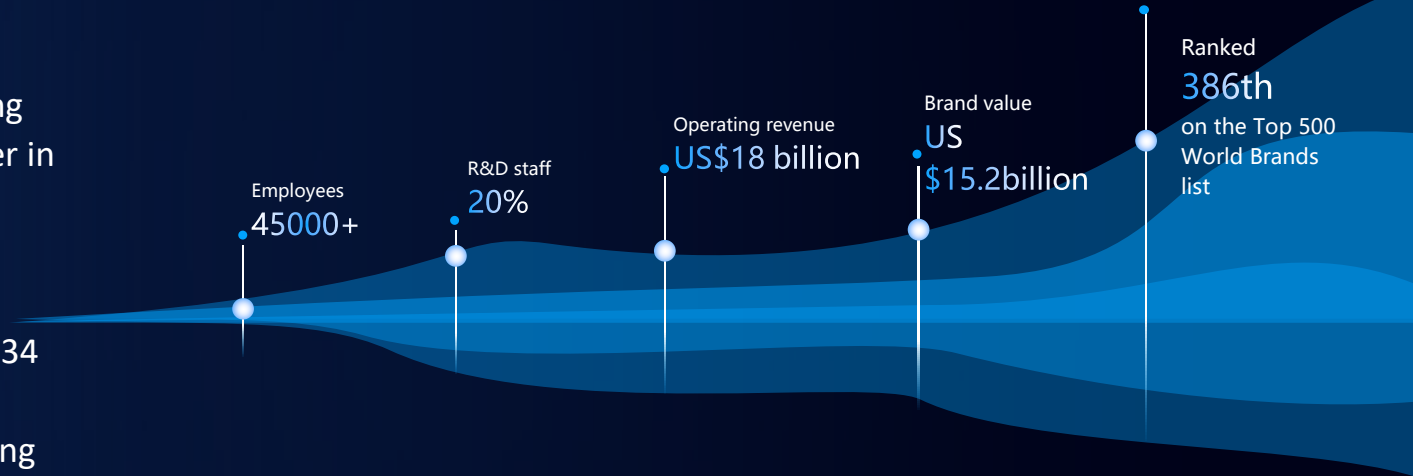 ng
er in
34
ng
Employees
45000+
R&D staff
20%
Operating revenue
US$18 billion
Brand value
US
$15.2billion
Ranked
386th
on the Top 500
World Brands
list